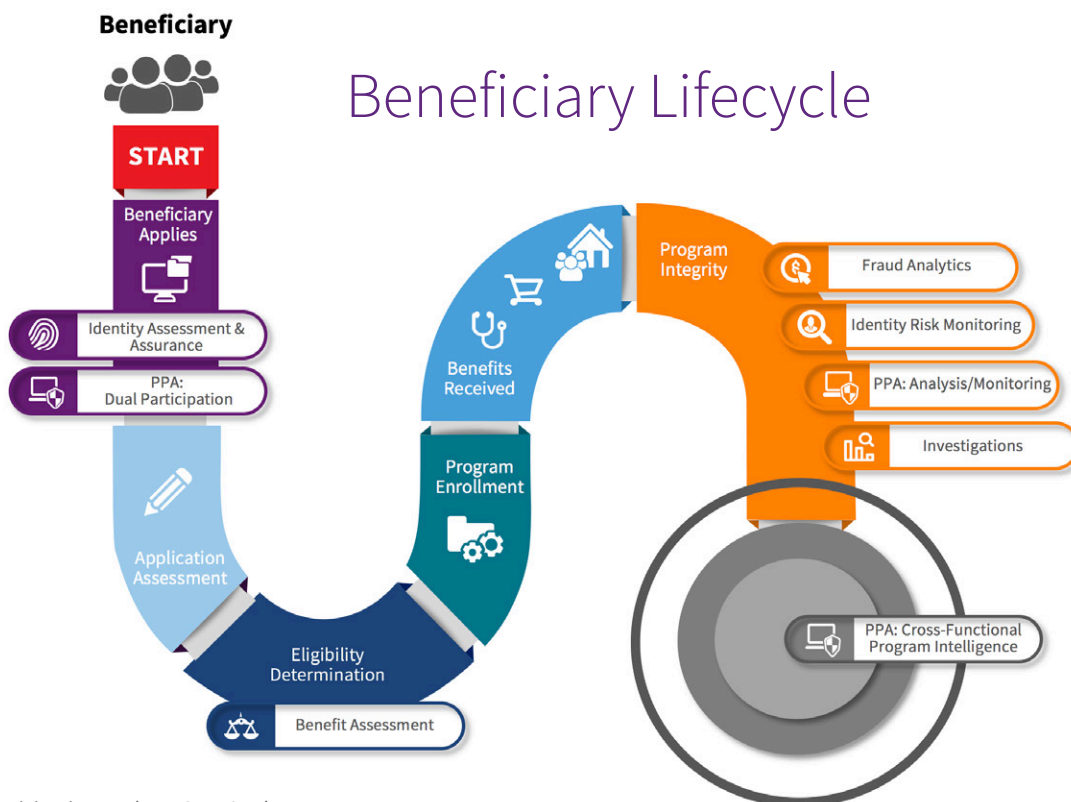 Beneficiary
Beneficiary Lifecycle
START
Beneficiary
Applies
Identity Assessment &
Assurance
PPA:
Dual Participation
Application
Assessment
Eligibility
Determination
Benefit Assessment
Program
Enrollment
Benefits
Received
Program
Integrity
Fraud Analytics
Identity Risk Monitoring
PPA: Analysis/Monitoring
Investigations
PPA: Cross-Functional
Program Intelligence